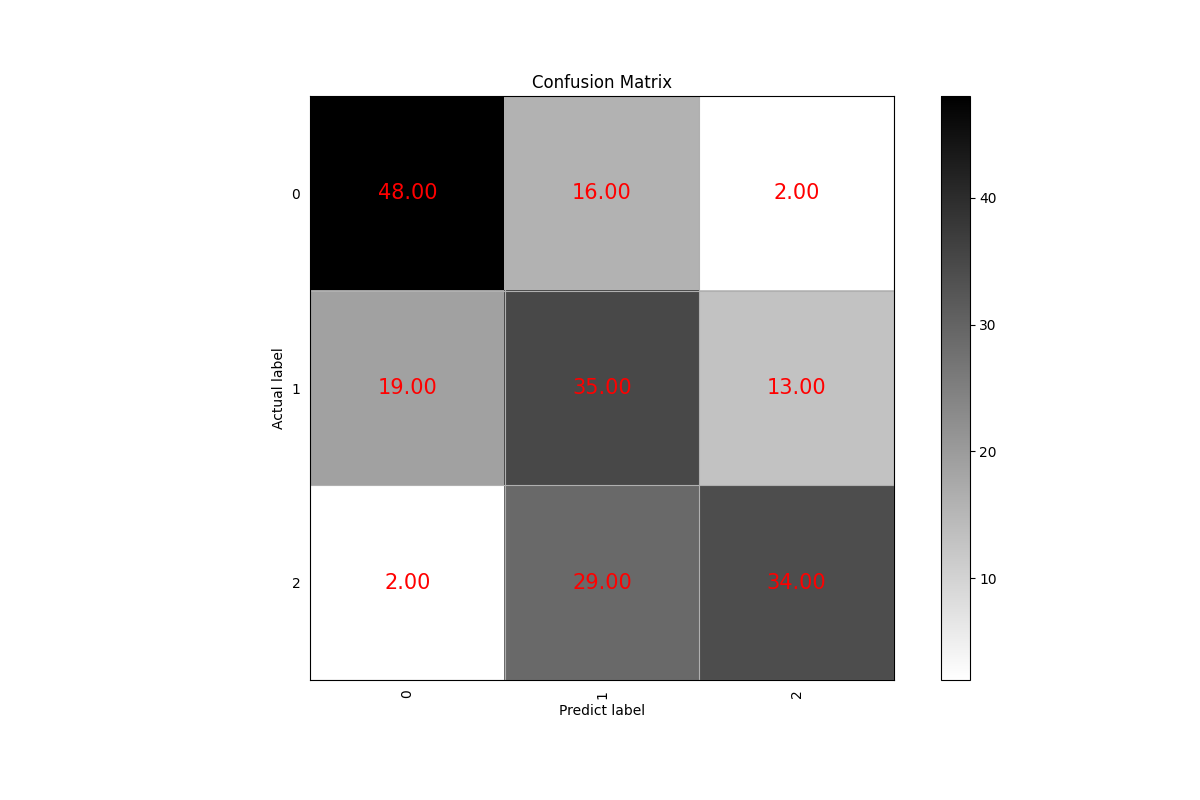 Confusion Matrix
0 48.00 16.00 2.00
1 19.00 35.00 13.00
2 2.00 29.00 34.00
0 1 2
Actual label
Predict label
40
30
20
10